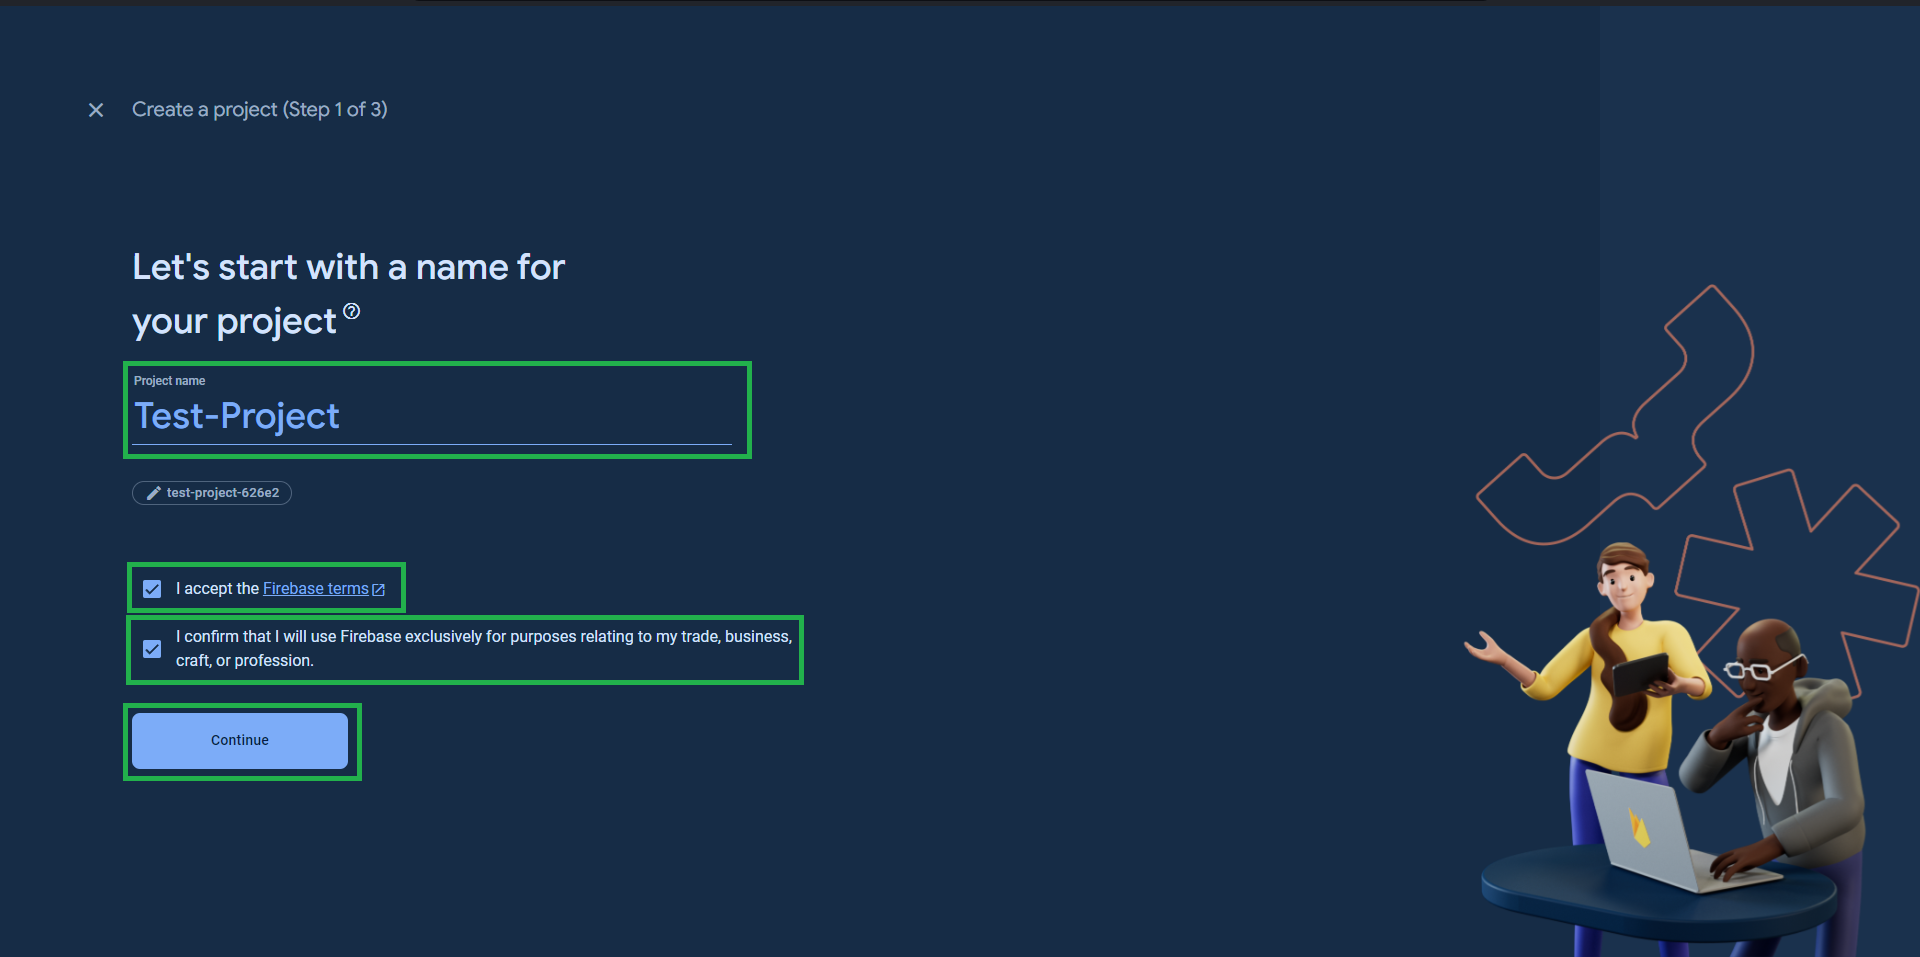 Create a project (Step 1 of 3)
Let's start with a name for
your project
Project name
Test-Project
test-project-626e2
I accept the Firebase terms
I confirm that I will use Firebase exclusively for purposes relating to my trade, business,
craft, or profession.
Continue